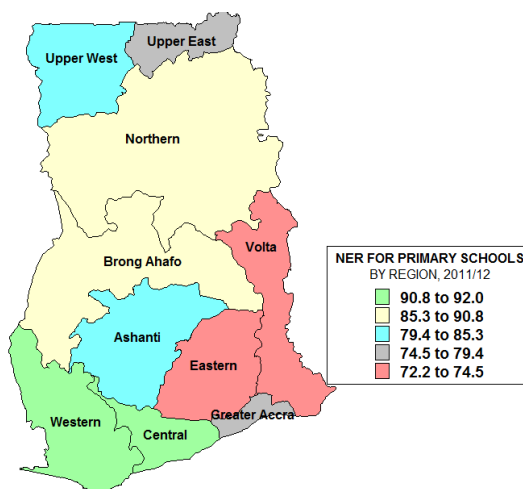 Upper East
Upper West
Northern
Volta
Brong Ahafo
Ashanti
Eastern
Greater Accra
Western
Central
NER FOR PRIMARY SCHOOLS
BY REGION, 2011/12
90.8 to 92.0
85.3 to 90.8
79.4 to 85.3
74.5 to 79.4
72.2 to 74.5